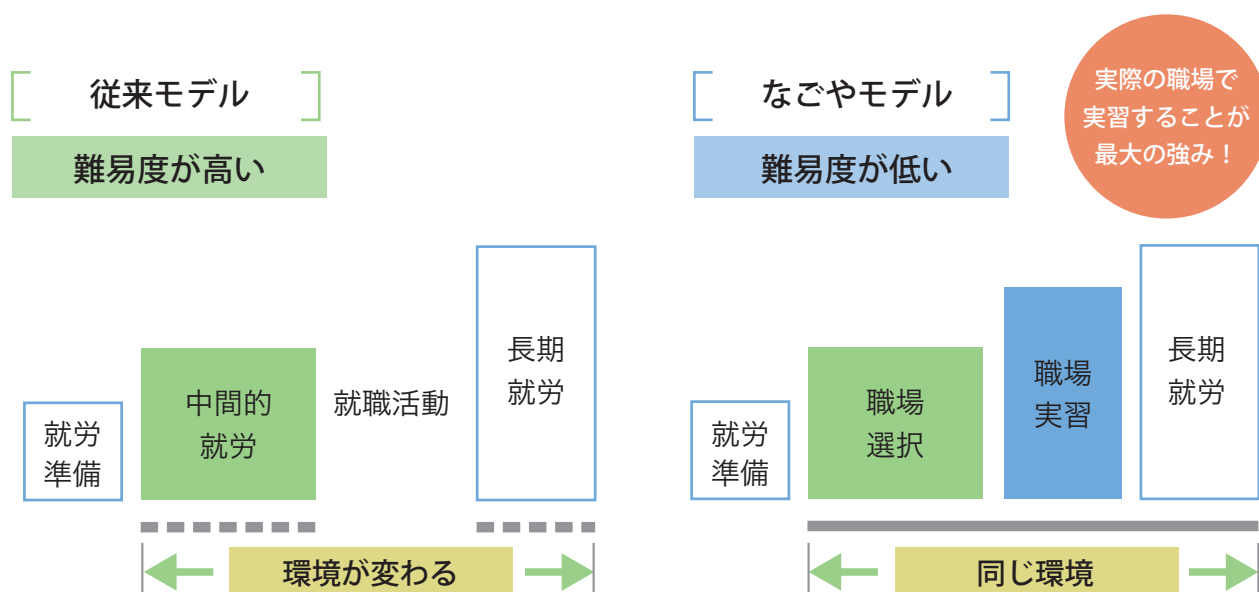 従来モデル
難易度が高い
就労
準備
中間的
就労
就職活動
長期
就労
環境が変わる
なごやモデル
難易度が低い
実際の職場で
実習することが
最大の強み！
就労
準備
職場
選択
職場
実習
長期
就労
同じ環境